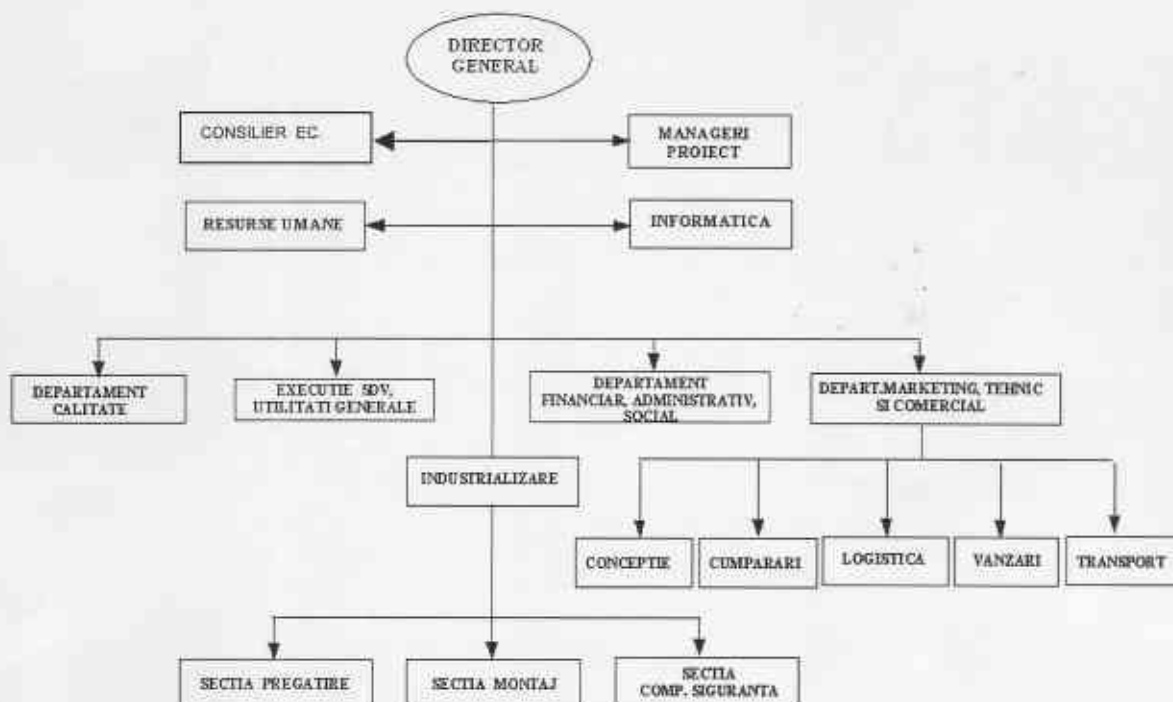 DIRECTOR
GENERAL
CONSILIER EC.
MANAGERI
PROIECT
RESURSE UMANE
INFORMATICA
DEPARTAMENT
CALITATE
EXECUTIE SDV,
UTILITATI GENERALE
DEPARTAMENT
FINANCIAR, ADMINISTRATIV,
SOCIAL
DEPART.MARKETING, TEHNIC
SI COMERCIAL
INDUSTRIALIZARE
CONCEPTIE
CUMPARARI
LOGISTICA
VANZARI
TRANSPORT
SECTIA PREGATIRE
SECTIA MONTAJ
SECTIA
COMP. SIGURANTA